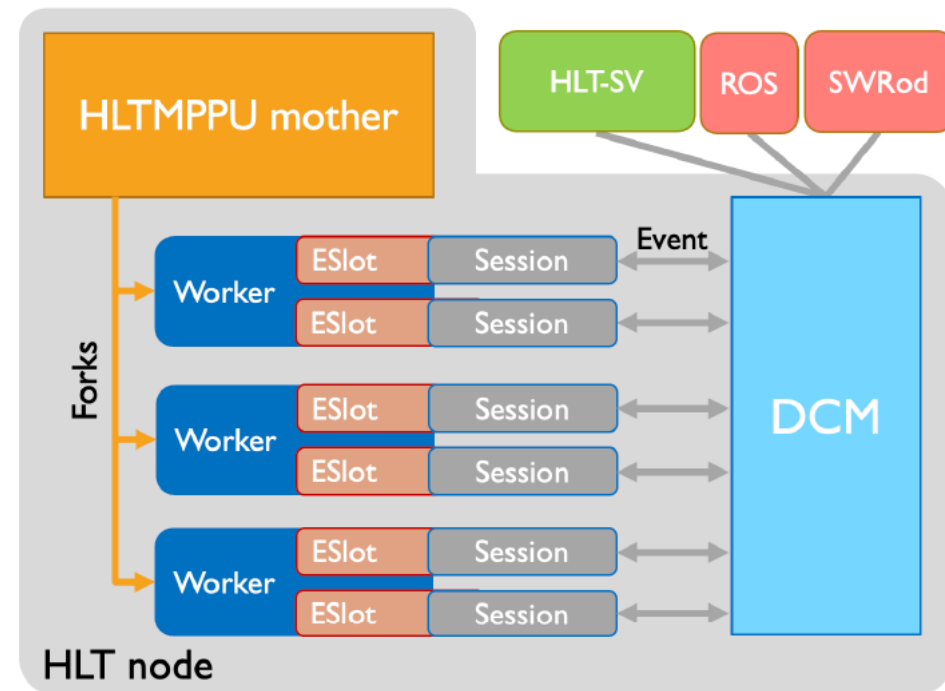 HLTMPPU mother
HLT-SV
ROS
SWRod
Forks
Worker
ESlot
Session
Event
ESlot
Session
Worker
ESlot
Session
ESlot
Session
DCM
Worker
ESlot
Session
ESlot
Session
HLT node